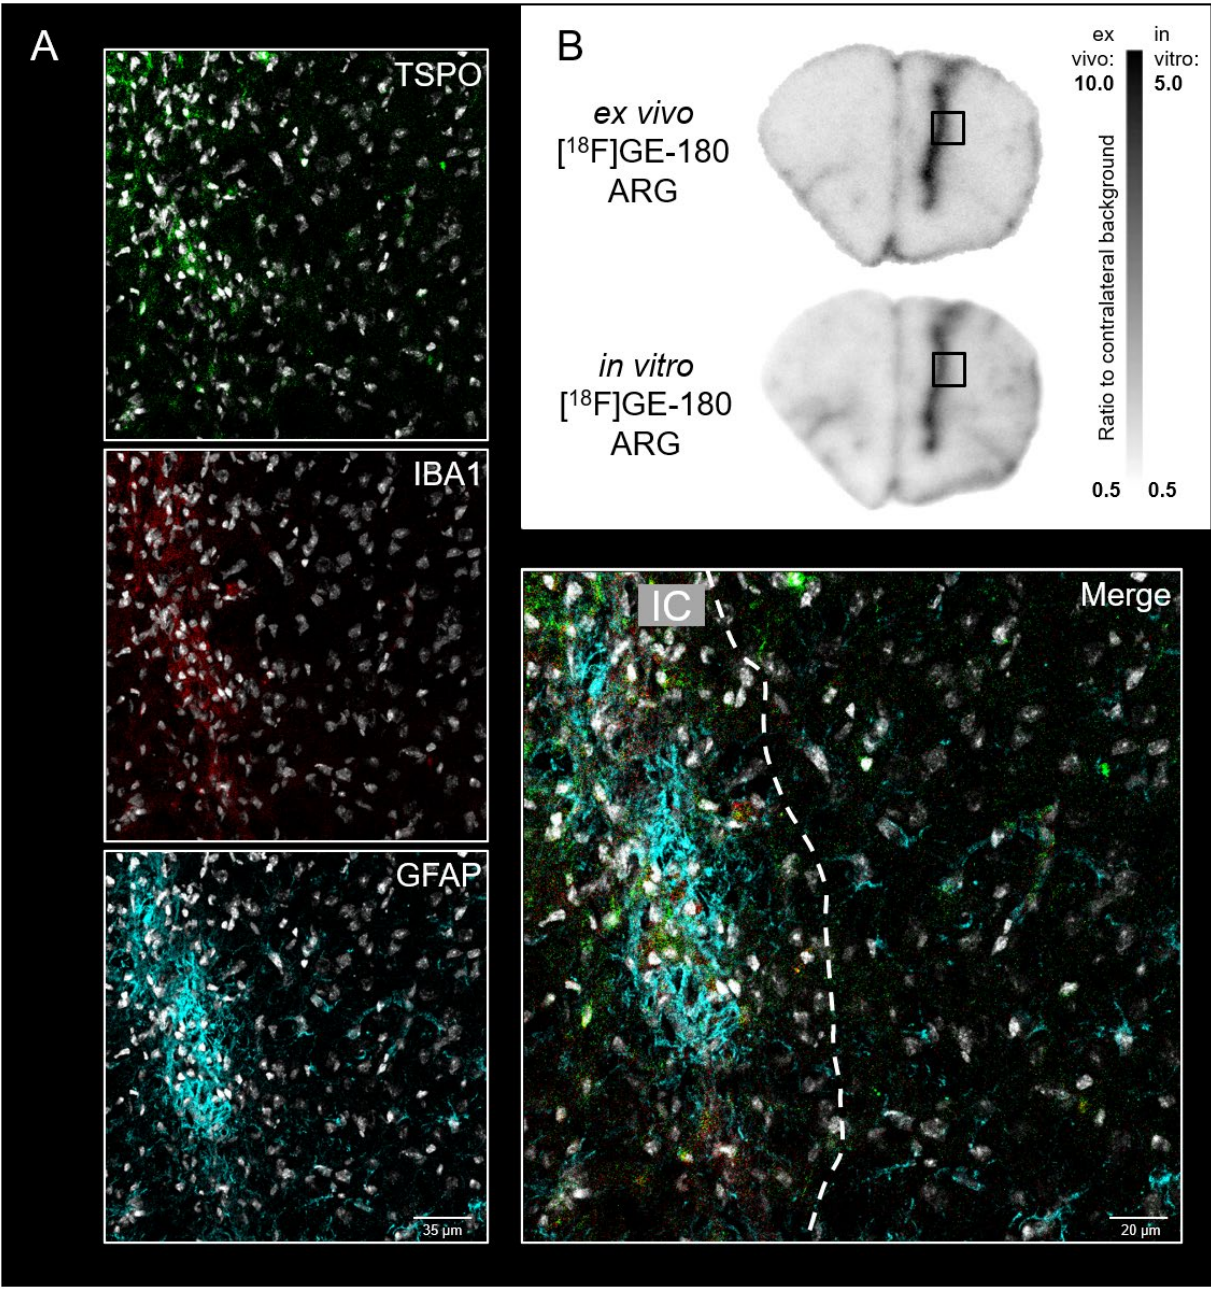 A
TSPO
IBA1
GFAP
35 µm
B
ex vivo
[¹⁸F]GE-180
ARG
in vitro
[¹⁸F]GE-180
ARG
ex
vivo:
10.0
in
vitro:
5.0
Ratio to contralateral background
0.5
0.5
IC
Merge
20 µm